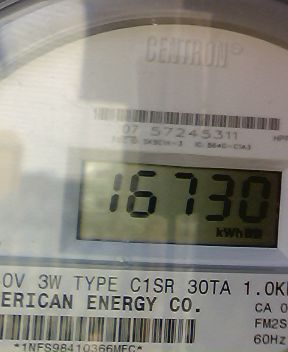 CENTRON®
07 57245311
16730
kWh
0V 3W TYPE C1SR 30TA 1.0K
ERICAN ENERGY CO.
CA 0
FM2S
60Hz
*1NFS98410366MFC*